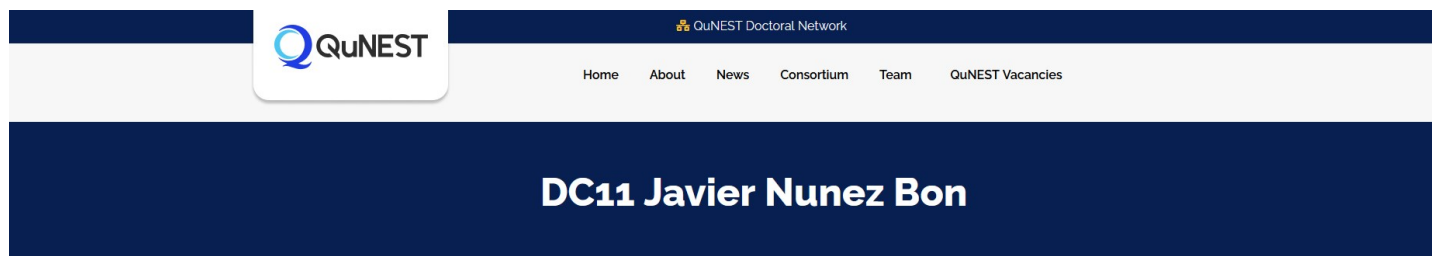 QuNEST Doctoral Network
QuNEST
Home About News Consortium Team QuNEST Vacancies
DC11 Javier Nunez Bon